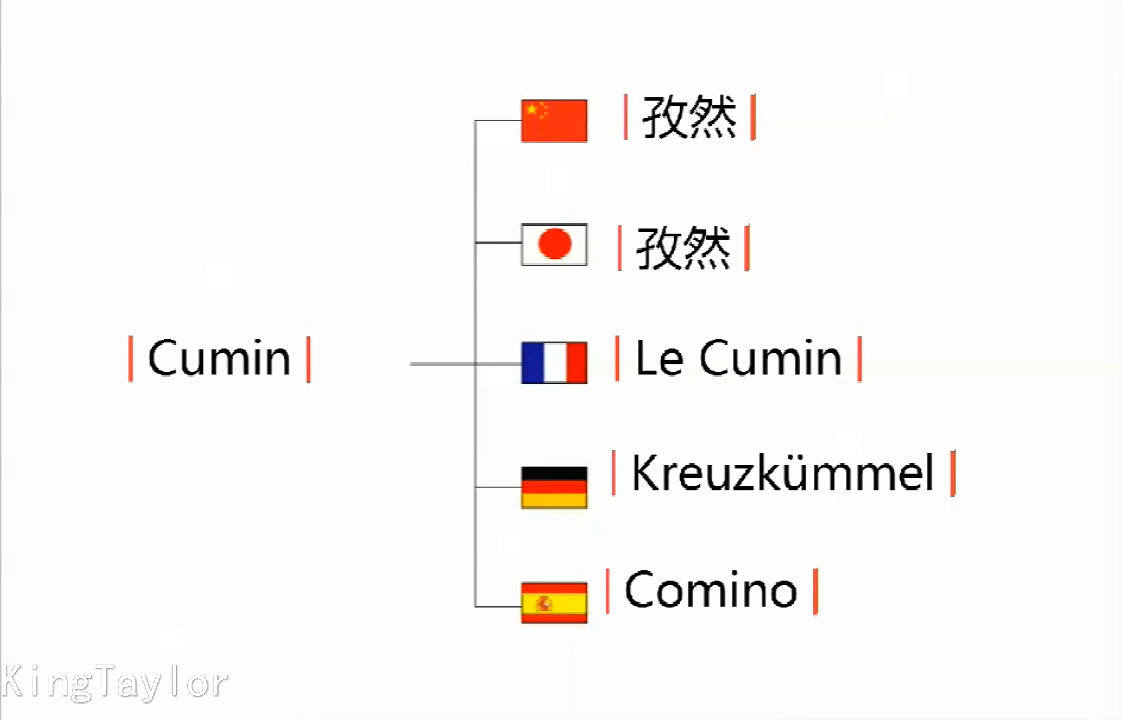 孜然
孜然
Cumin
Le Cumin
Kreuzkümmel
Comino
KingTaylor